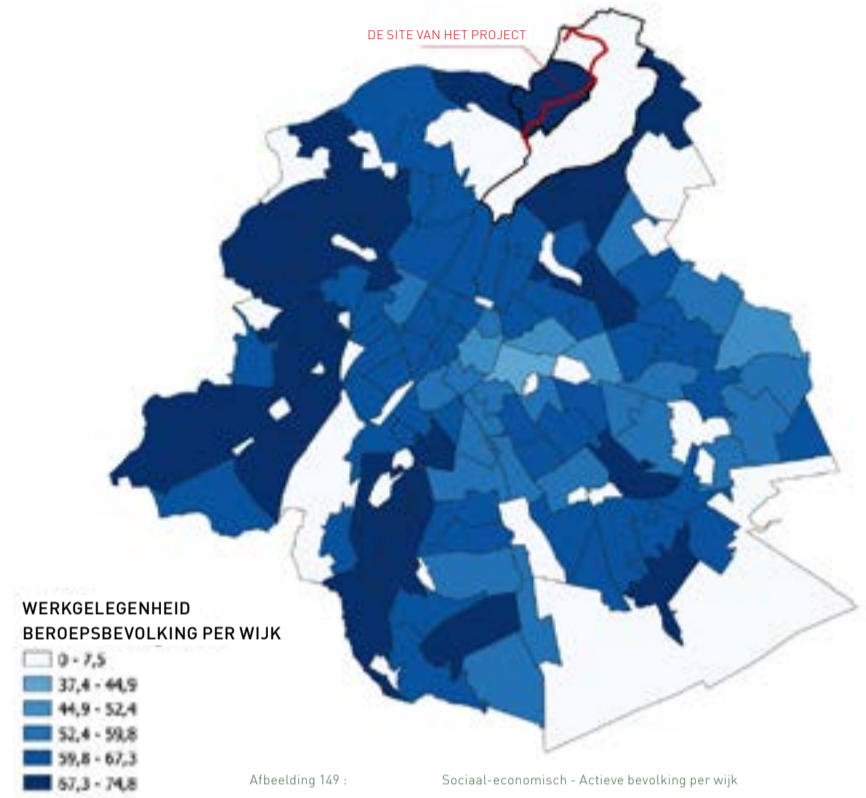 DE SITE VAN HET PROJECT
WERKGELEGENHEID
BEROEPSBEVOLKING PER WIJK
0 - 7,5
37,4 - 44,9
44,9 - 52,4
52,4 - 59,8
59,8 - 67,3
67,3 - 74,8
Afbeelding 149 : Sociaal-economisch - Actieve bevolking per wijk